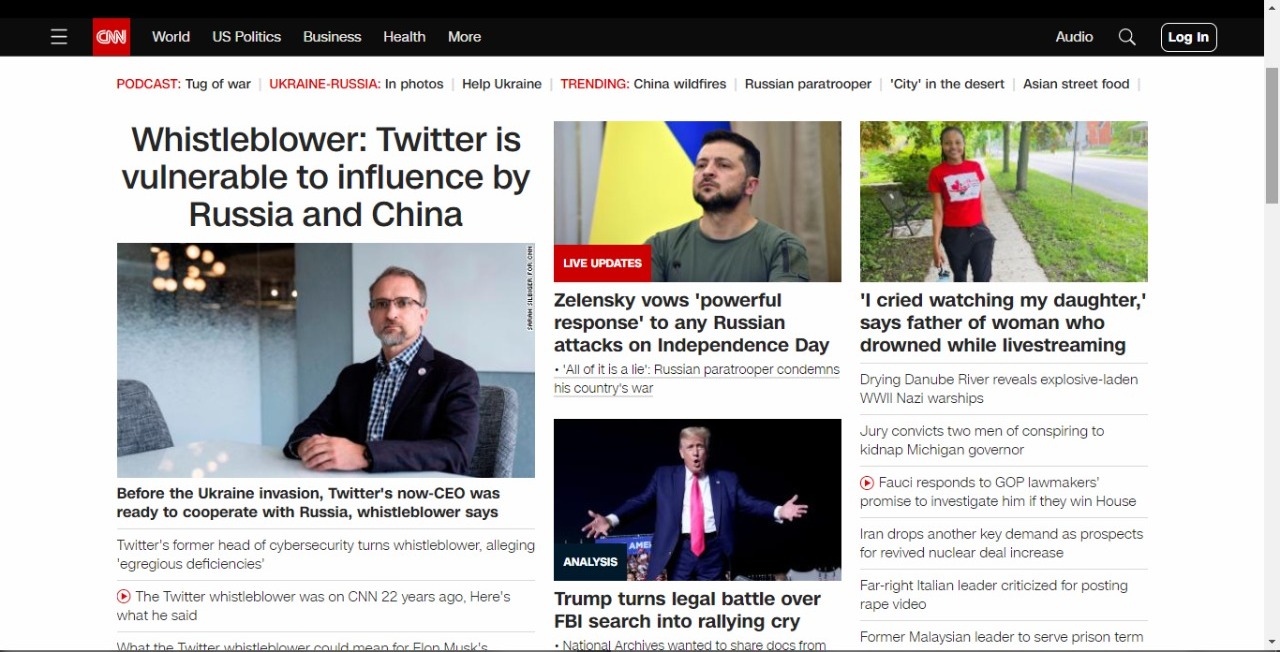 CNN
World
US Politics
Business
Health
More
Audio
Log In
PODCAST: Tug of war | UKRAINE-RUSSIA: In photos | Help Ukraine | TRENDING: China wildfires | Russian paratrooper | 'City' in the desert | Asian street food |
Whistleblower: Twitter is
vulnerable to influence by
Russia and China
SARAH SILBIGER FOR CNN
Before the Ukraine invasion, Twitter's now-CEO was
ready to cooperate with Russia, whistleblower says
Twitter's former head of cybersecurity turns whistleblower, alleging
'egregious deficiencies'
The Twitter whistleblower was on CNN 22 years ago, Here's
what he said
What the Twitter whistleblower could mean for Elon Musk's
LIVE UPDATES
Zelensky vows 'powerful
response' to any Russian
attacks on Independence Day
• 'All of it is a lie': Russian paratrooper condemns
his country's war
AME
ANALYSIS
Trump turns legal battle over
FBI search into rallying cry
• National Archives wanted to share docs from
'I cried watching my daughter,'
says father of woman who
drowned while livestreaming
Drying Danube River reveals explosive-laden
WWII Nazi warships
Jury convicts two men of conspiring to
kidnap Michigan governor
Fauci responds to GOP lawmakers'
promise to investigate him if they win House
Iran drops another key demand as prospects
for revived nuclear deal increase
Far-right Italian leader criticized for posting
rape video
Former Malaysian leader to serve prison term